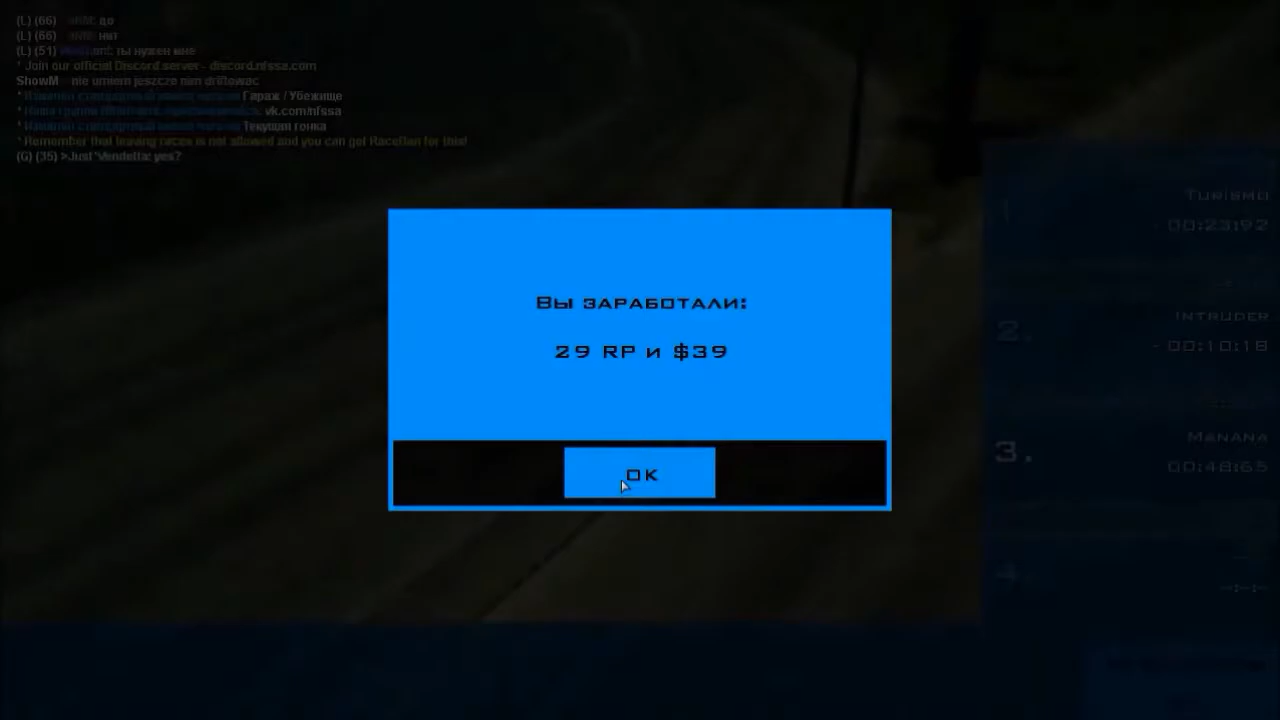 (L) (66) до
(L) (66) нит
(L) (51) ты нужен мне
* Join our official Discord server - discord.nfssa.com
ShowM nie umiem jeszcze nim driftowac
* Гараж / Убежище
* vk.com/nfssa
* Текущая гонка
* Remember that leaving races is not allowed and you can get RaceBan for this!
(G) (35) >Just 'Vendetta: yes?
Turismo
- 00:23:92
2. Intruder
- 00:10:18
3. Manana
00:48:65
4.
--:--
Вы заработали:
29 RP и $39
OK